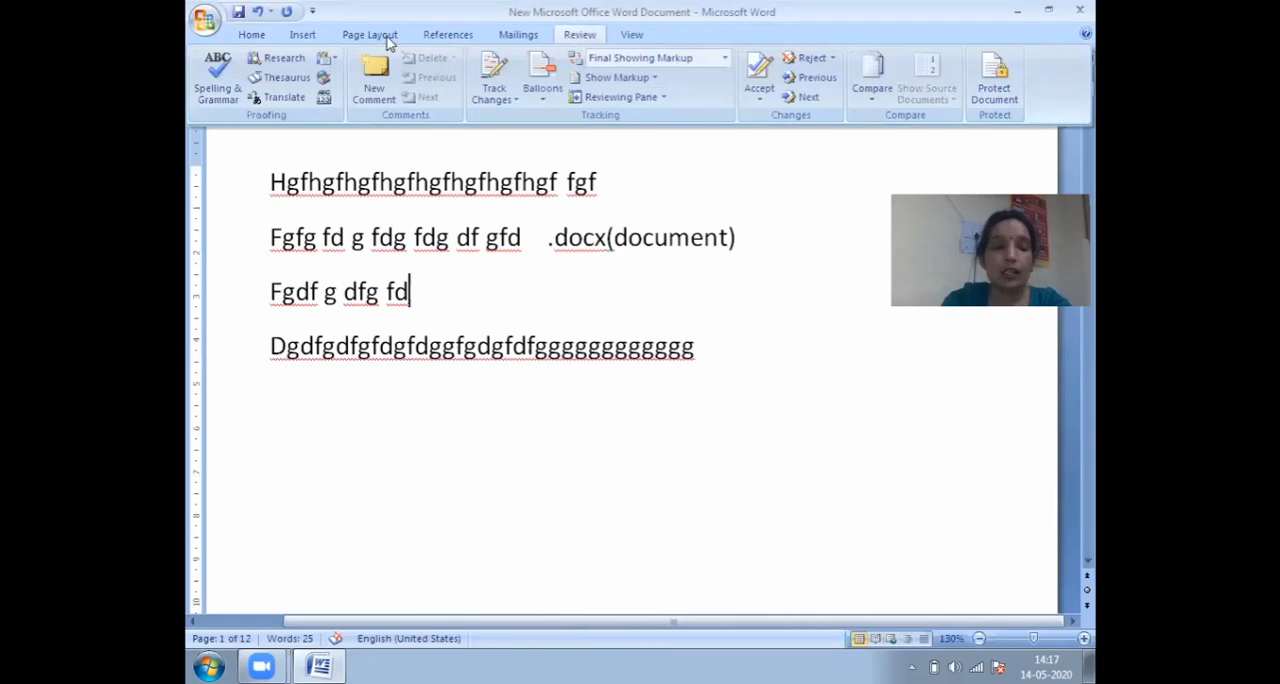 New Microsoft Office Word Document - Microsoft Word
Home Insert Page Layout References Mailings Review View
ABC Spelling & Grammar
Research
Thesaurus
Translate
Proofing
New Comment
Delete
Previous
Next
Comments
Track Changes
Balloons
Final Showing Markup
Show Markup
Reviewing Pane
Tracking
Accept
Reject
Previous
Next
Changes
Compare
Show Source Documents
Compare
Protect Document
Protect
Hgfhgfhgfhgfhgfhgfhgfhgf fgf
Fgfg fd g fdg fdg df gfd .docx(document)
Fgdf g dfg fd
Dgdfgdfgfdgfdggfgdgfdfgggggggggggg
Page: 1 of 12 Words: 25 English (United States) 130%
14:17
14-05-2020